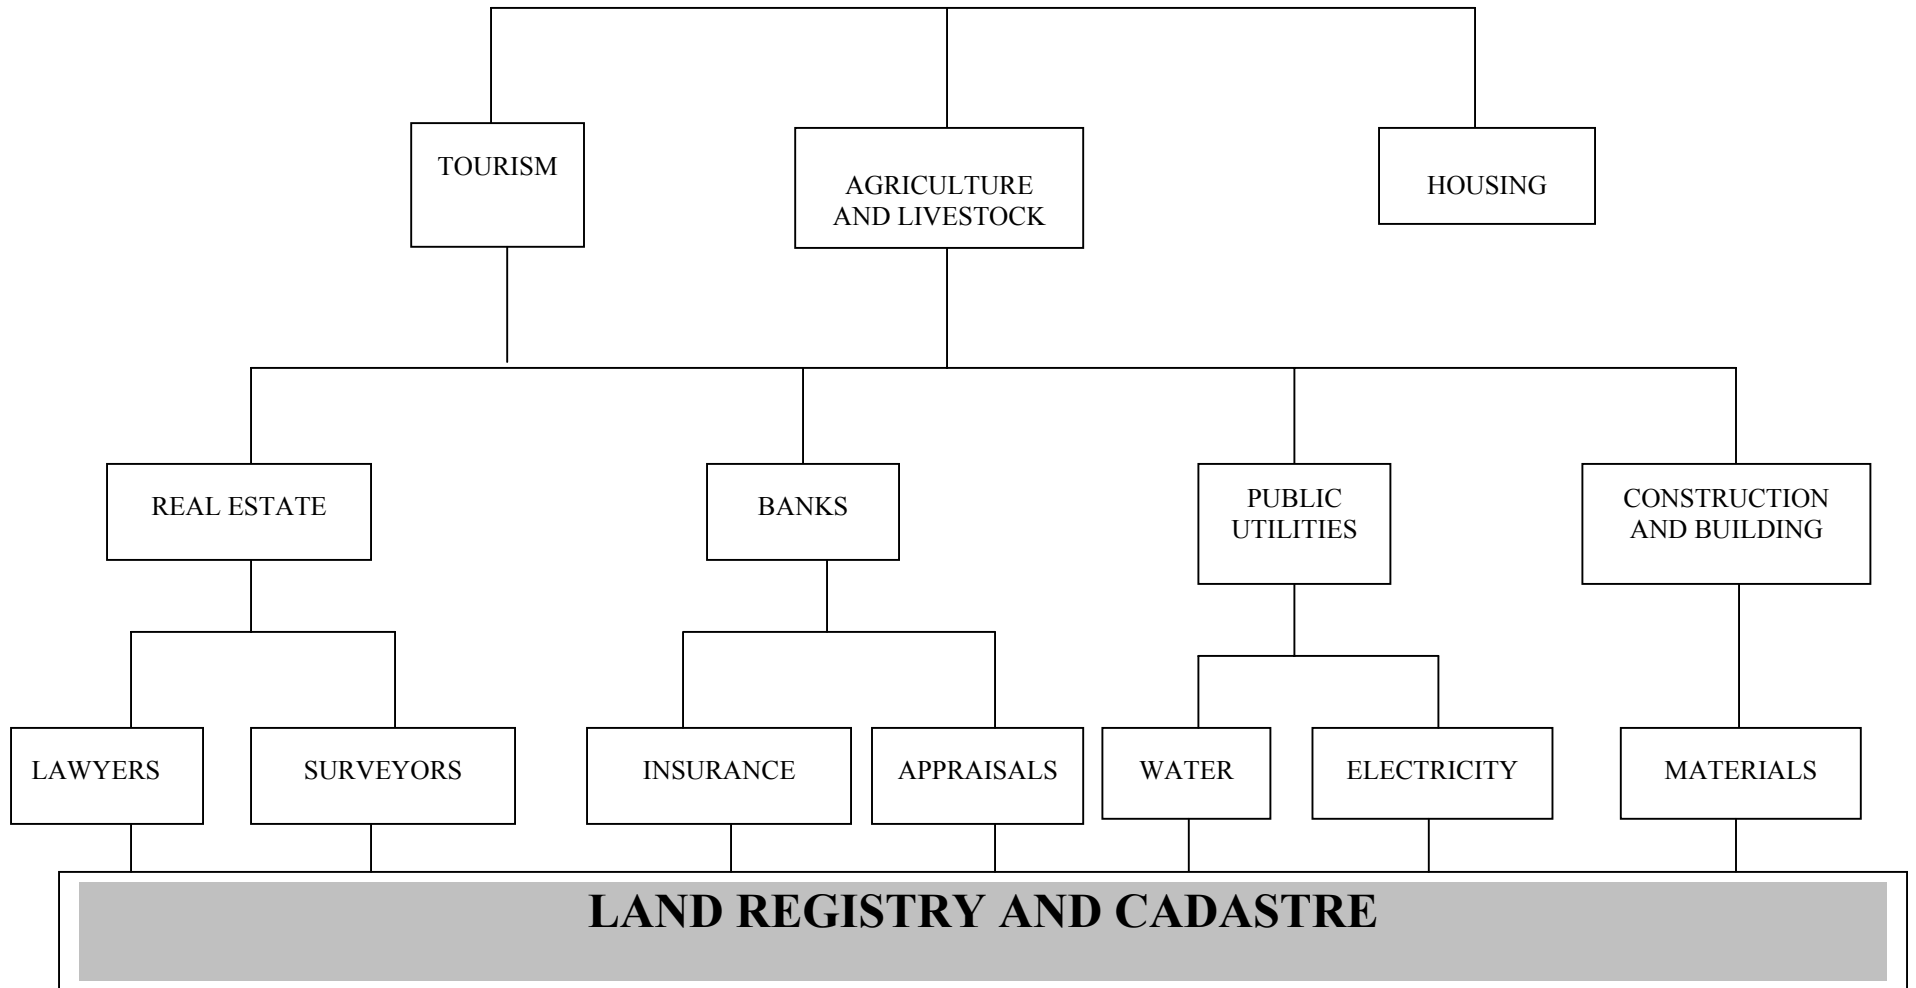 TOURISM
AGRICULTURE
AND LIVESTOCK
HOUSING
REAL ESTATE
BANKS
PUBLIC
UTILITIES
CONSTRUCTION
AND BUILDING
LAWYERS
SURVEYORS
INSURANCE
APPRAISALS
WATER
ELECTRICITY
MATERIALS
LAND REGISTRY AND CADASTRE